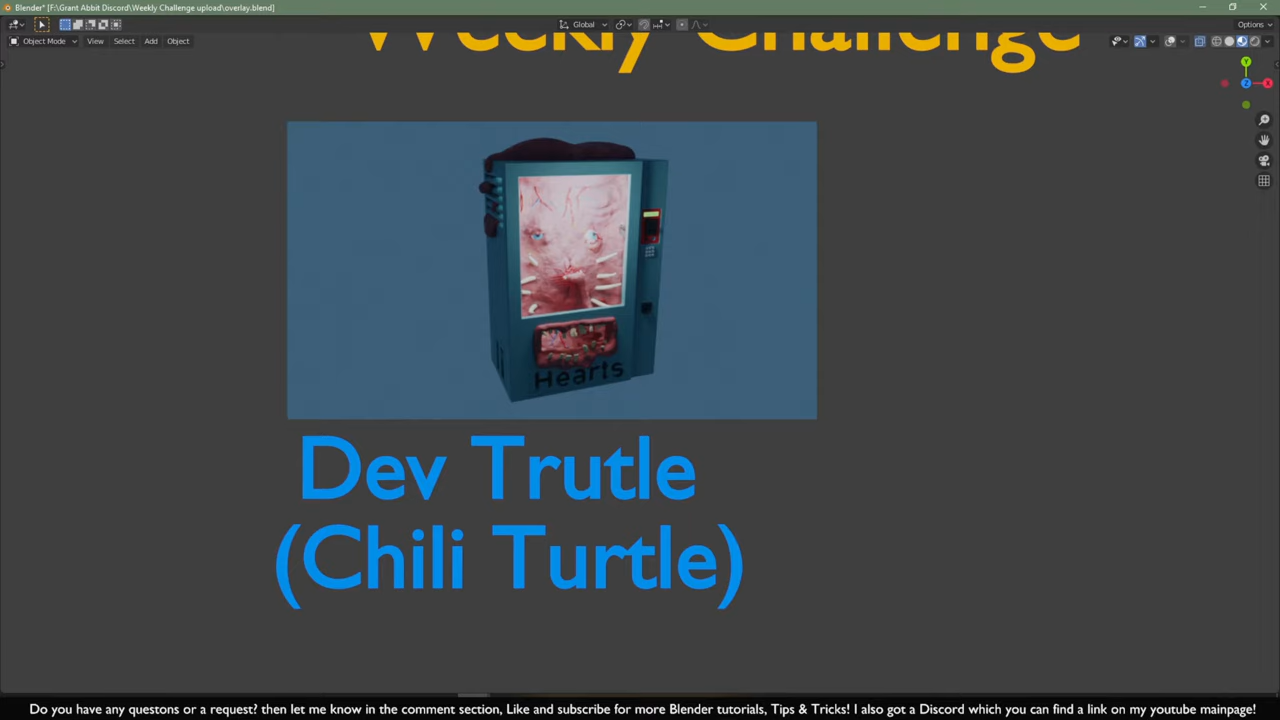 Blender* [F:\Grant Abbit Discord\Weekly Challenge upload\overlay.blend]
Global
Options
Object Mode View Select Add Object
Weekly Challenge
Y
Z
X
Hearts
Dev Trutle
(Chili Turtle)
Do you have any questons or a request? then let me know in the comment section, Like and subscribe for more Blender tutorials, Tips & Tricks! I also got a Discord which you can find a link on my youtube mainpage!